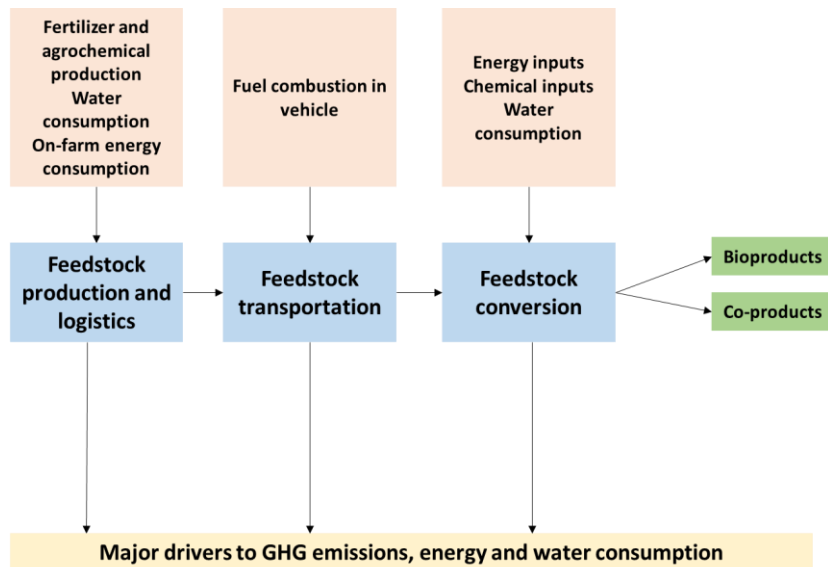 Fertilizer and
agrochemical
production
Water
consumption
On-farm energy
consumption
Fuel combustion in
vehicle
Energy inputs
Chemical inputs
Water
consumption
Feedstock
production and
logistics
Feedstock
transportation
Feedstock
conversion
Bioproducts
Co-products
Major drivers to GHG emissions, energy and water consumption